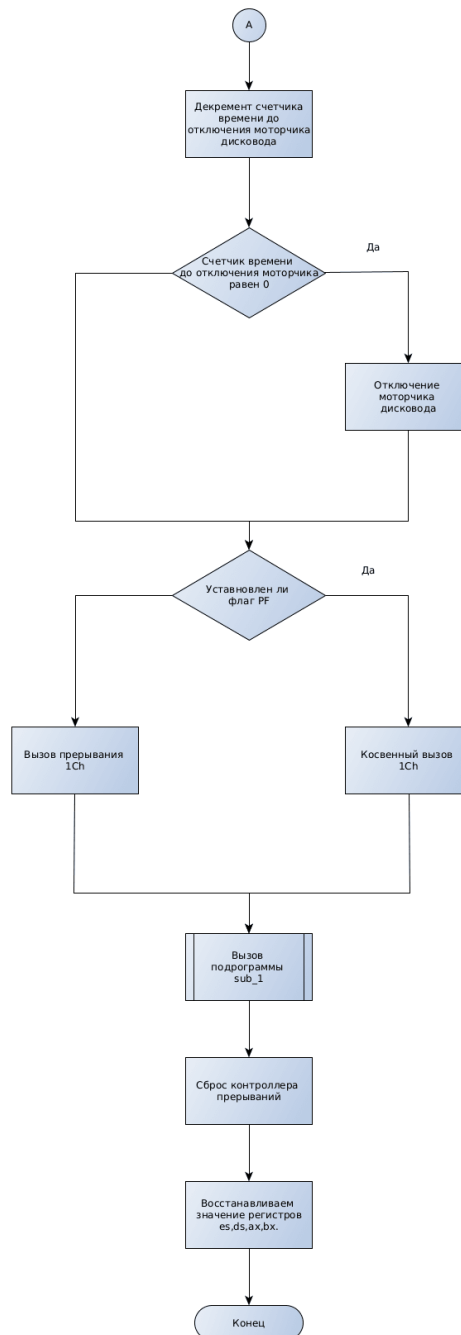 A
Декремент счетчика
времени до
отключения моторчика
дисковода
Счетчик времени
до отключения моторчика
равен 0
Да
Отключение
моторчика
дисковода
Установлен ли
флаг PF
Да
Вызов прерывания
1Ch
Косвенный вызов
1Ch
Вызов
подрограммы
sub_1
Сброс контроллера
прерываний
Восстанавливаем
значение регистров
es,ds,ax,bx.
Конец